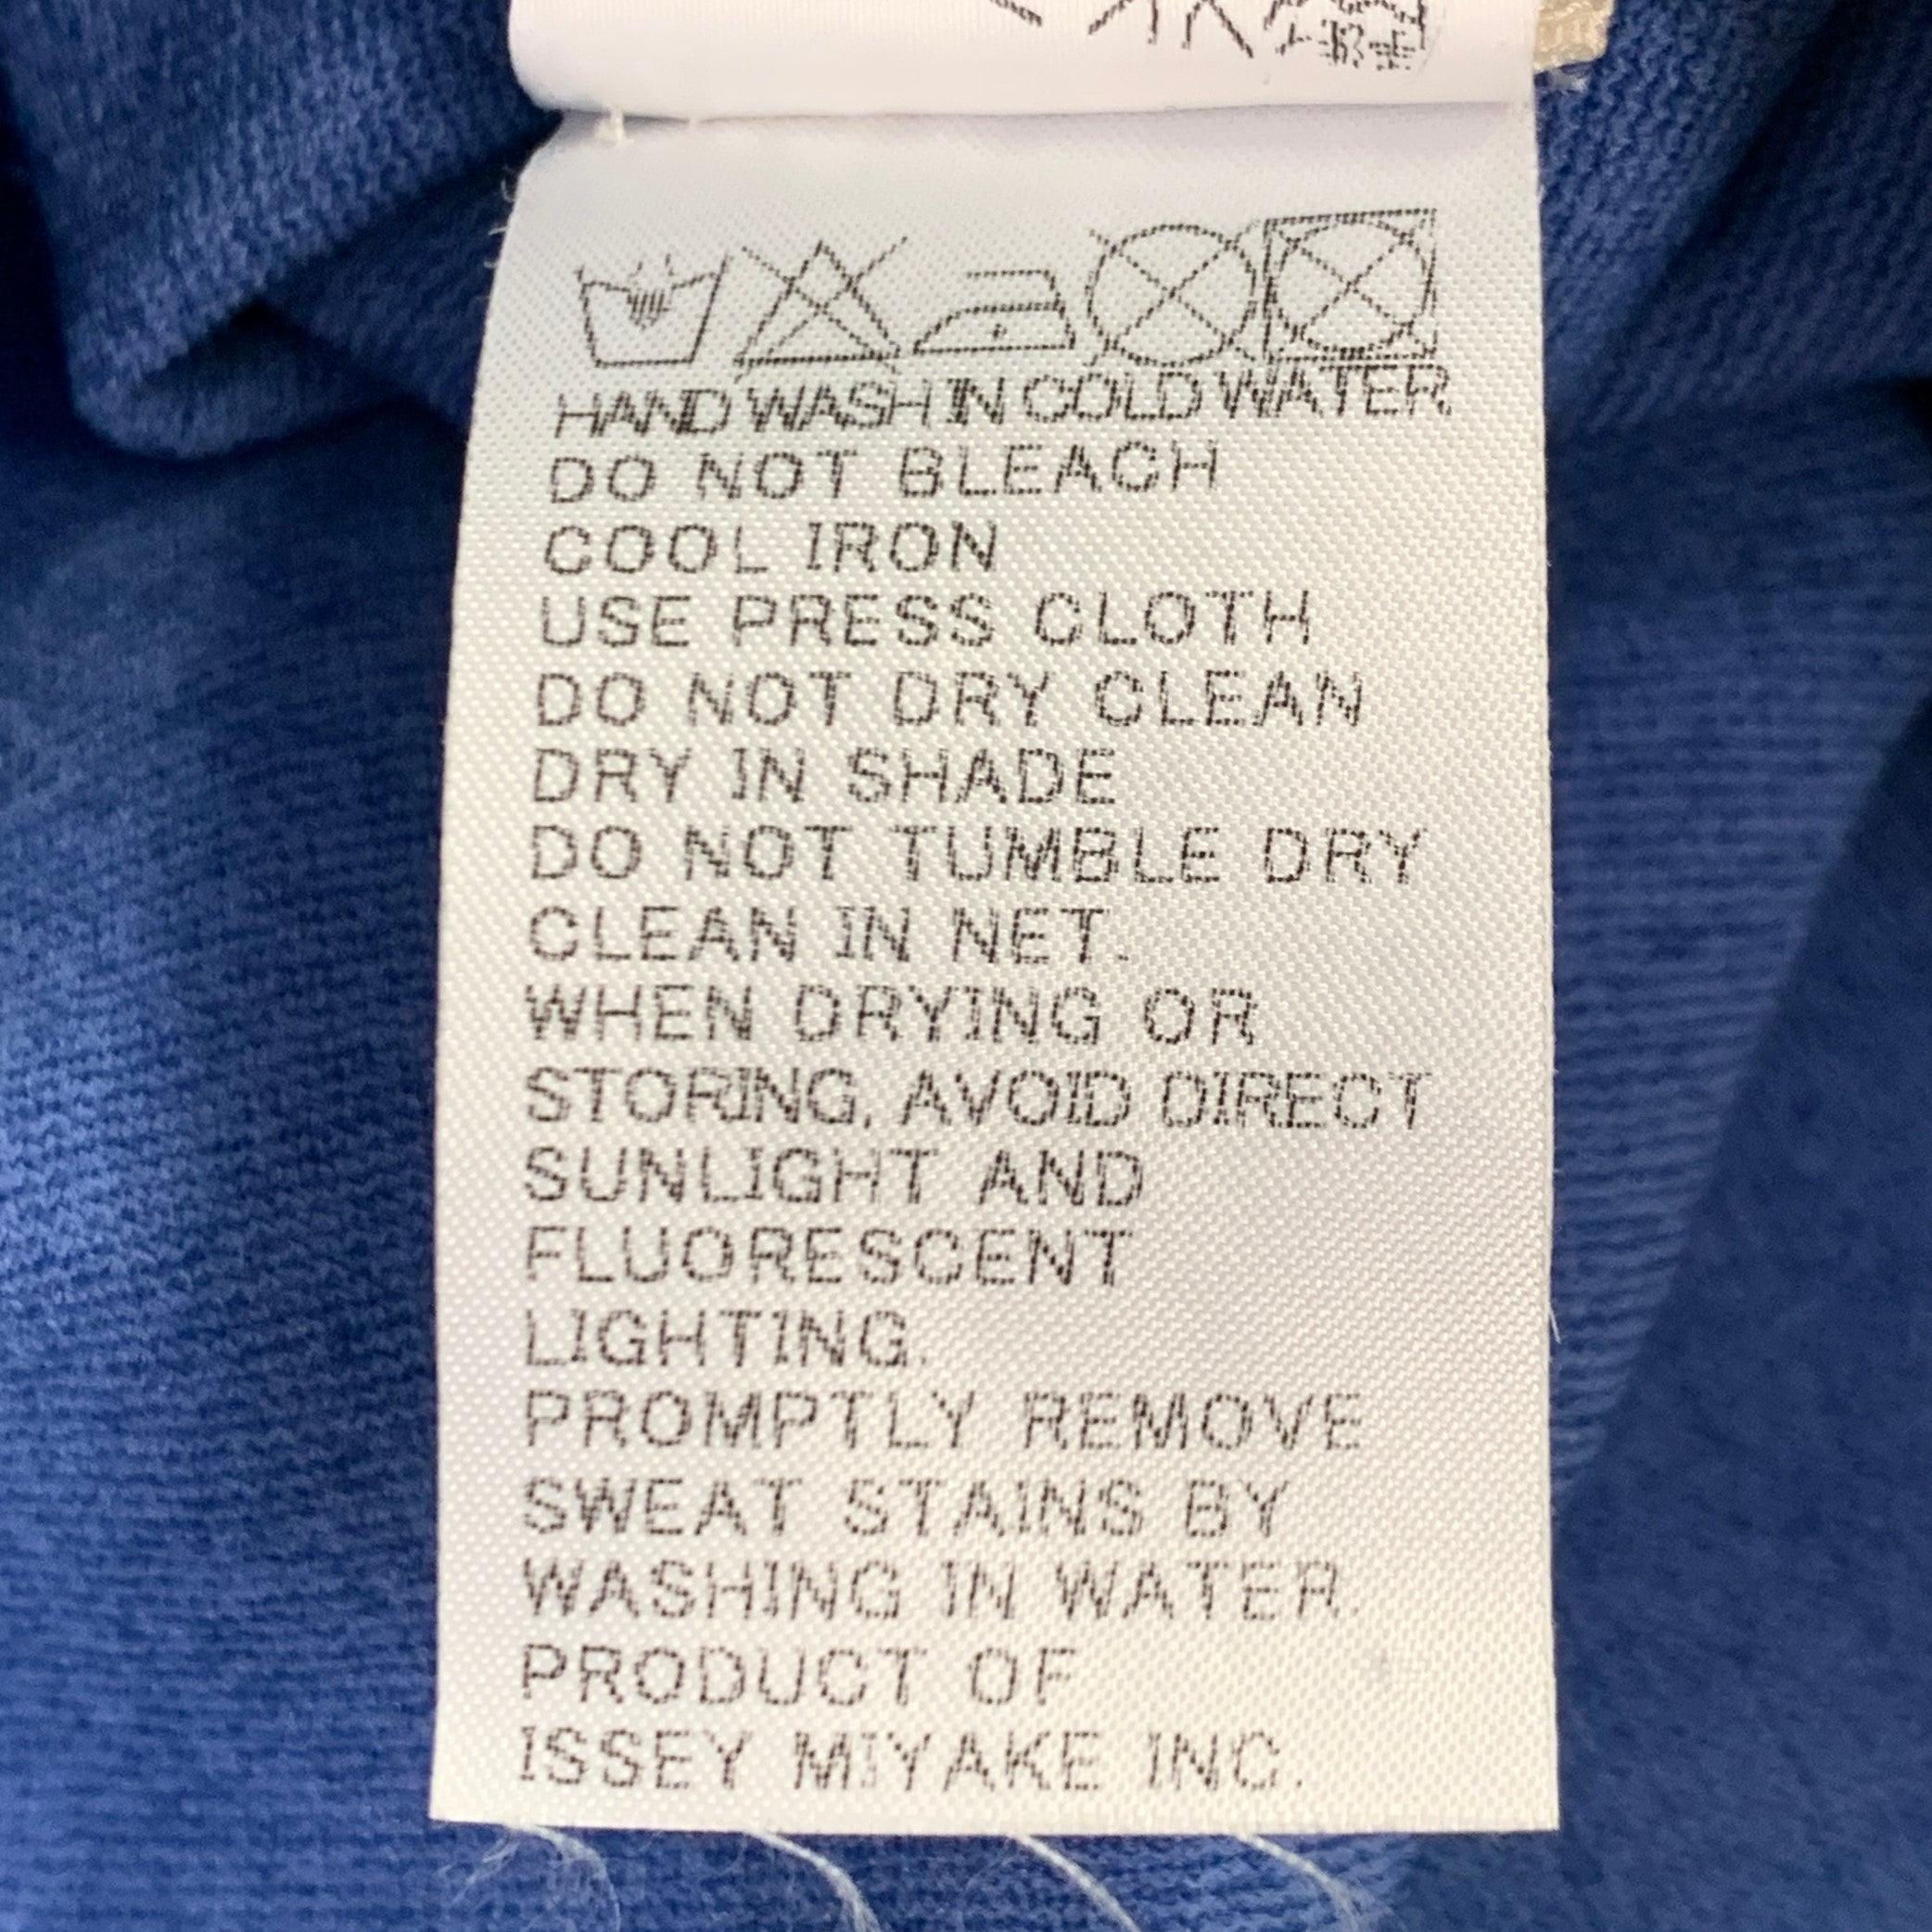 HAND WASH IN COLD WATER
DO NOT BLEACH
COOL IRON
USE PRESS CLOTH
DO NOT DRY CLEAN
DRY IN SHADE
DO NOT TUMBLE DRY
CLEAN IN NET.
WHEN DRYING OR
STORING, AVOID DIRECT
SUNLIGHT AND
FLUORESCENT
LIGHTING.
PROMPTLY REMOVE
SWEAT STAINS BY
WASHING IN WATER.
PRODUCT OF
ISSEY MIYAKE INC.